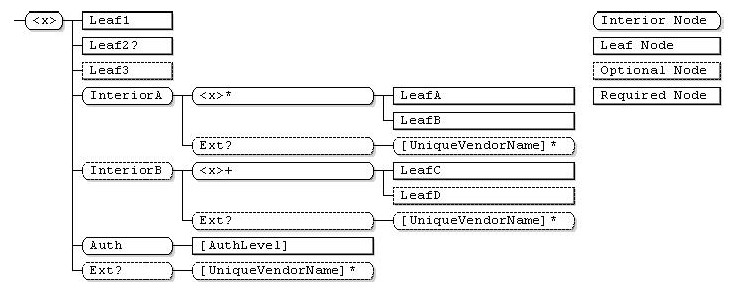 <x> Leaf1 Interior Node
Leaf2? Leaf Node
Leaf3 Optional Node
InteriorA <x>* LeafA Required Node
LeafB
Ext? [UniqueVendorName]*
InteriorB <x>+ LeafC
LeafD
Ext? [UniqueVendorName]*
Auth [AuthLevel]
Ext? [UniqueVendorName]*